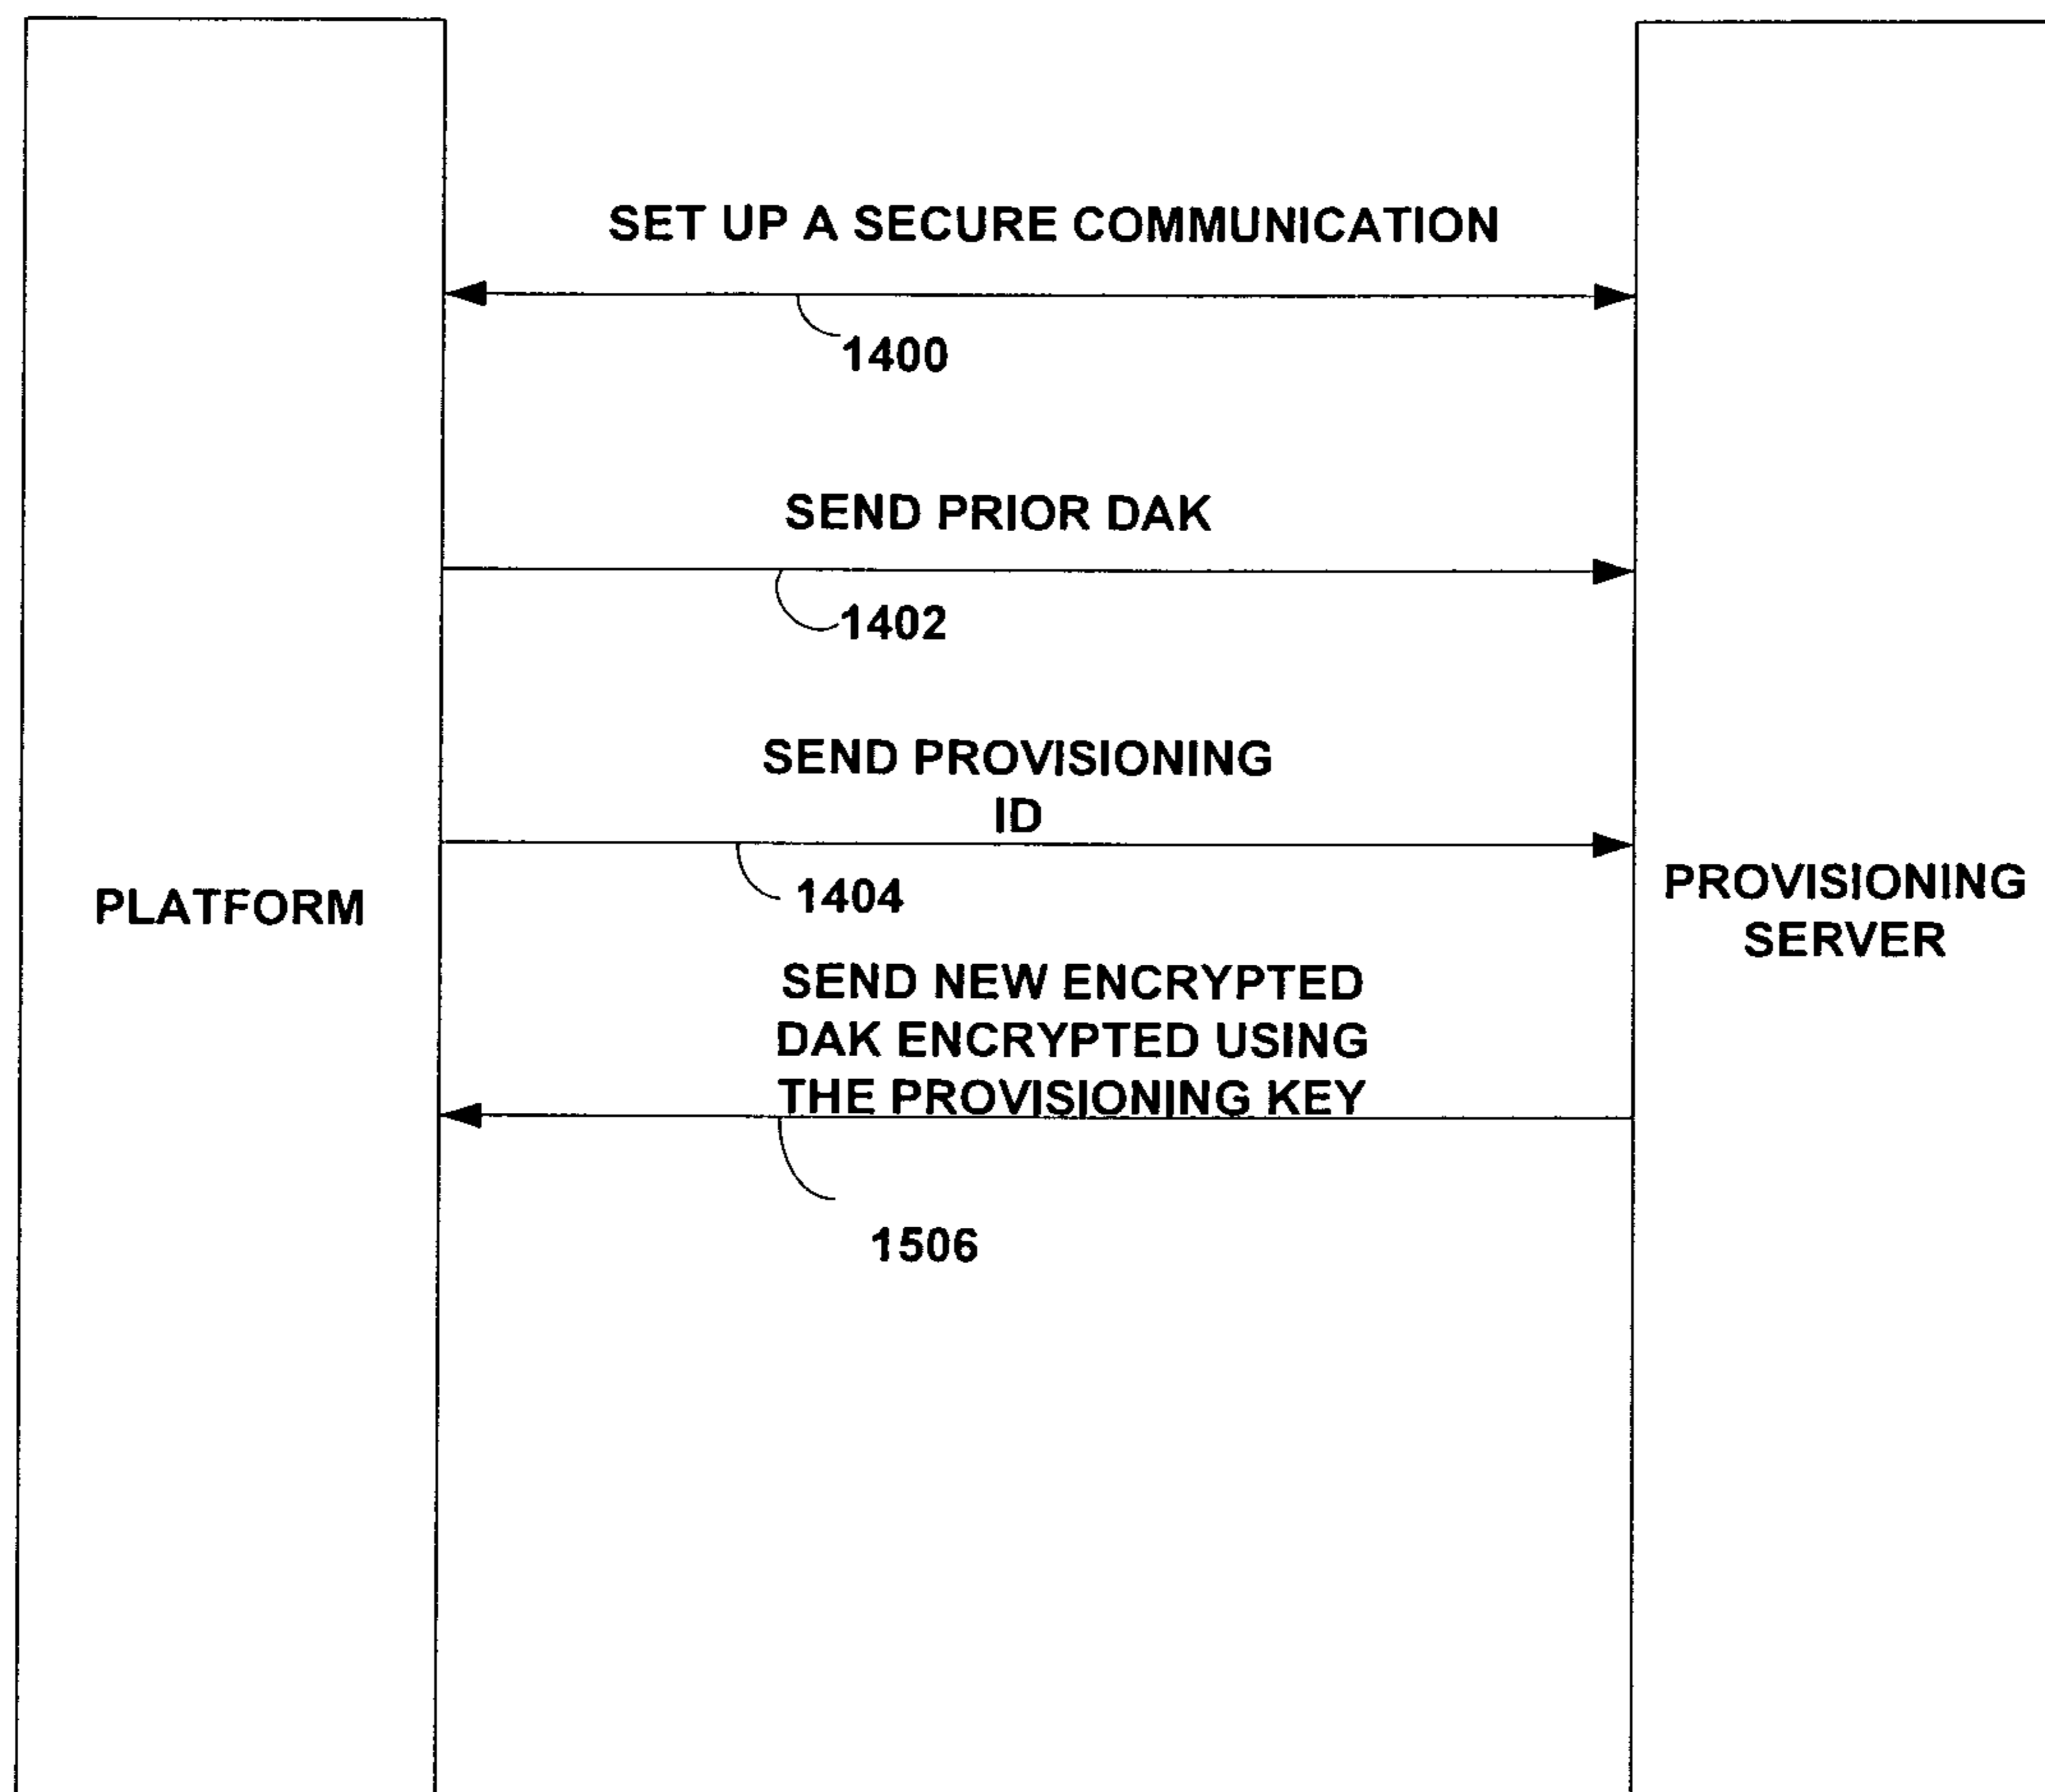 SET UP A SECURE COMMUNICATION
1400
SEND PRIOR DAK
1402
SEND PROVISIONING
ID
1404
PLATFORM
PROVISIONING
SERVER
SEND NEW ENCRYPTED
DAK ENCRYPTED USING
THE PROVISIONING KEY
1506